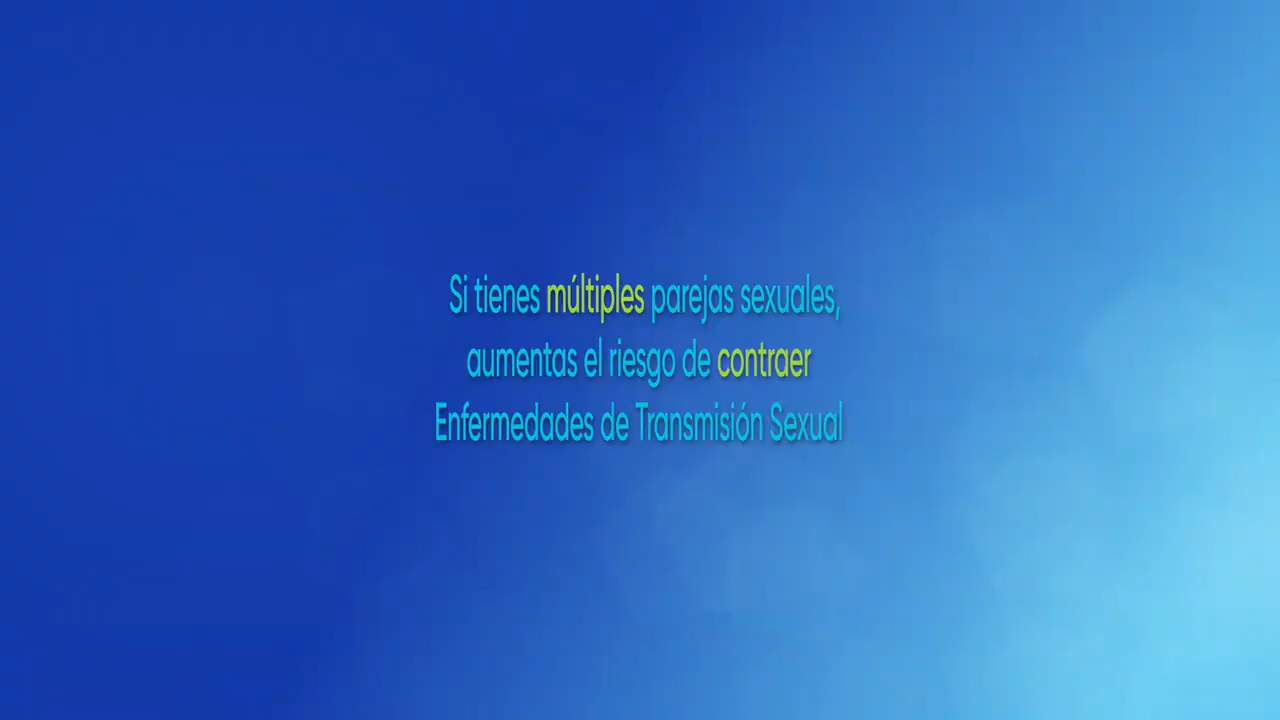 Si tienes múltiples parejas sexuales,
aumentas el riesgo de contraer
Enfermedades de Transmisión Sexual